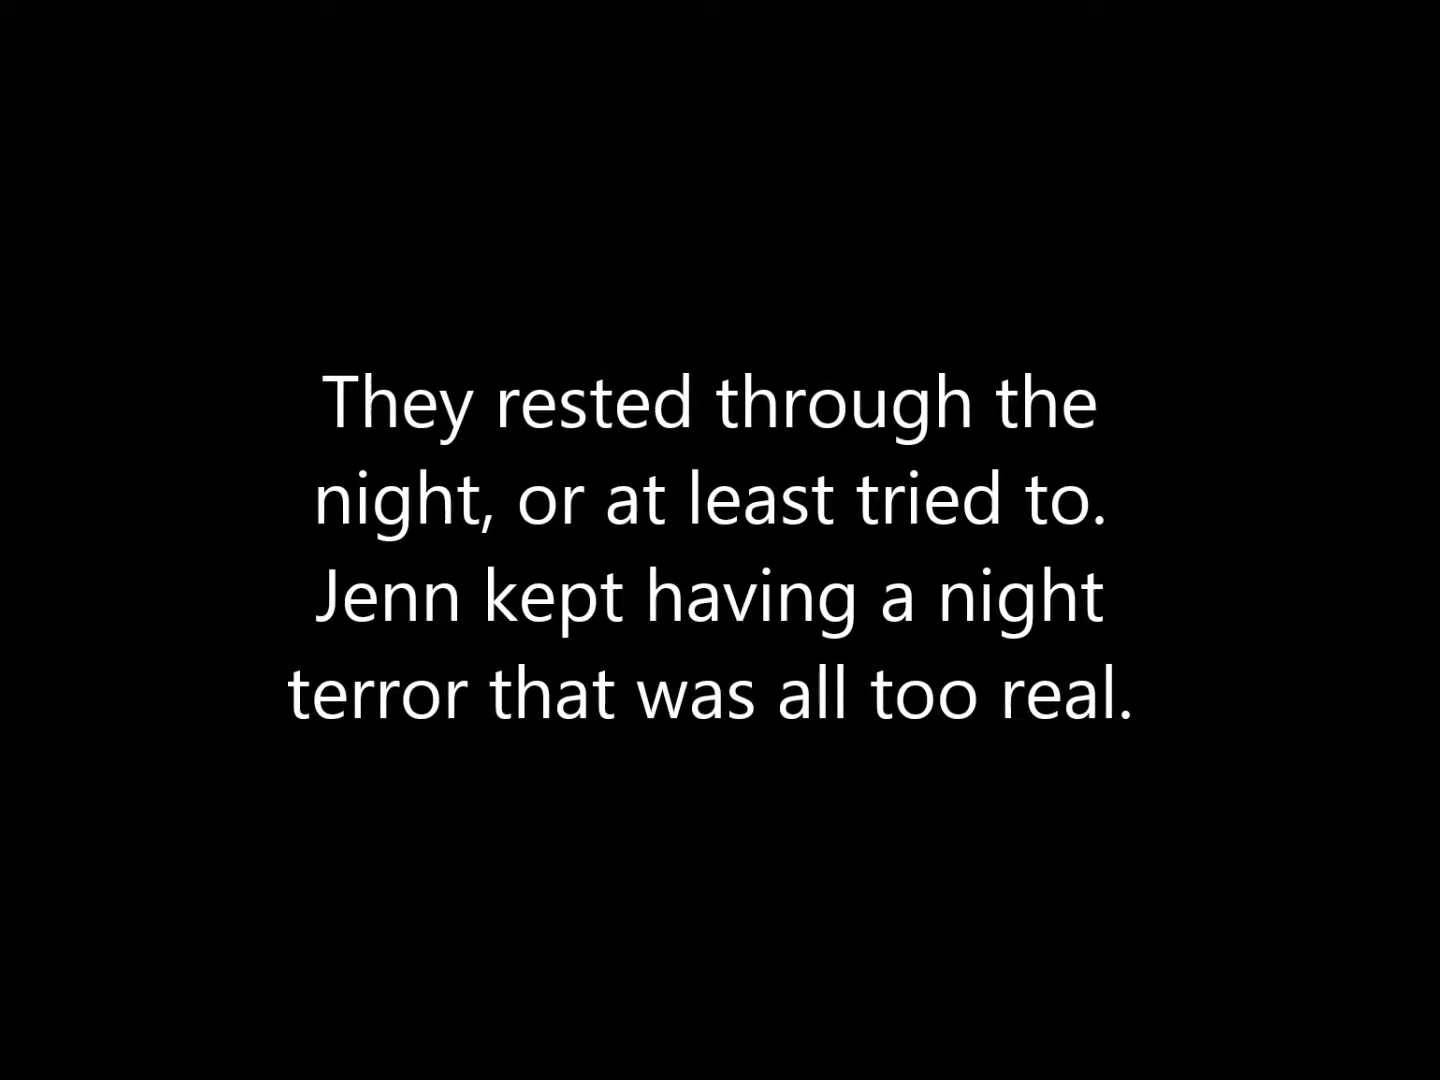 They rested through the
night, or at least tried to.
Jenn kept having a night
terror that was all too real.